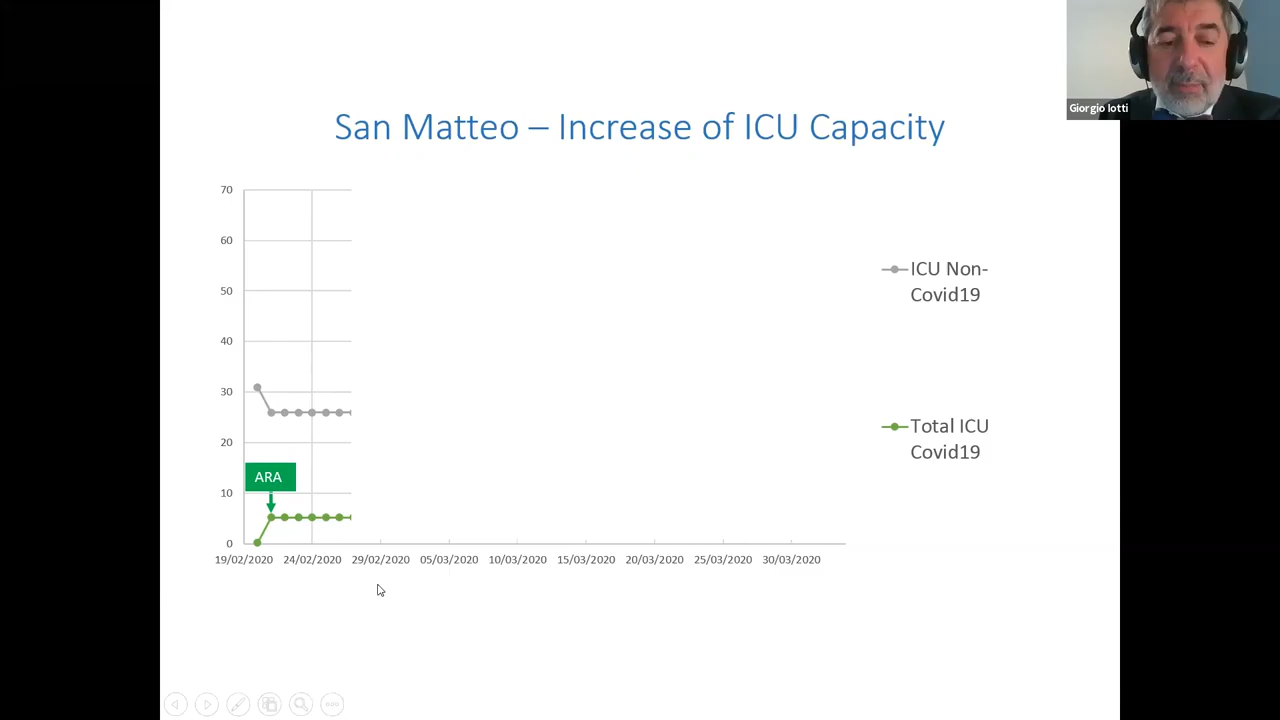 Giorgio Iotti
San Matteo – Increase of ICU Capacity
70
60
50
40
30
20
10
0
ARA
19/02/2020 24/02/2020 29/02/2020 05/03/2020 10/03/2020 15/03/2020 20/03/2020 25/03/2020 30/03/2020
ICU Non-
Covid19
Total ICU
Covid19